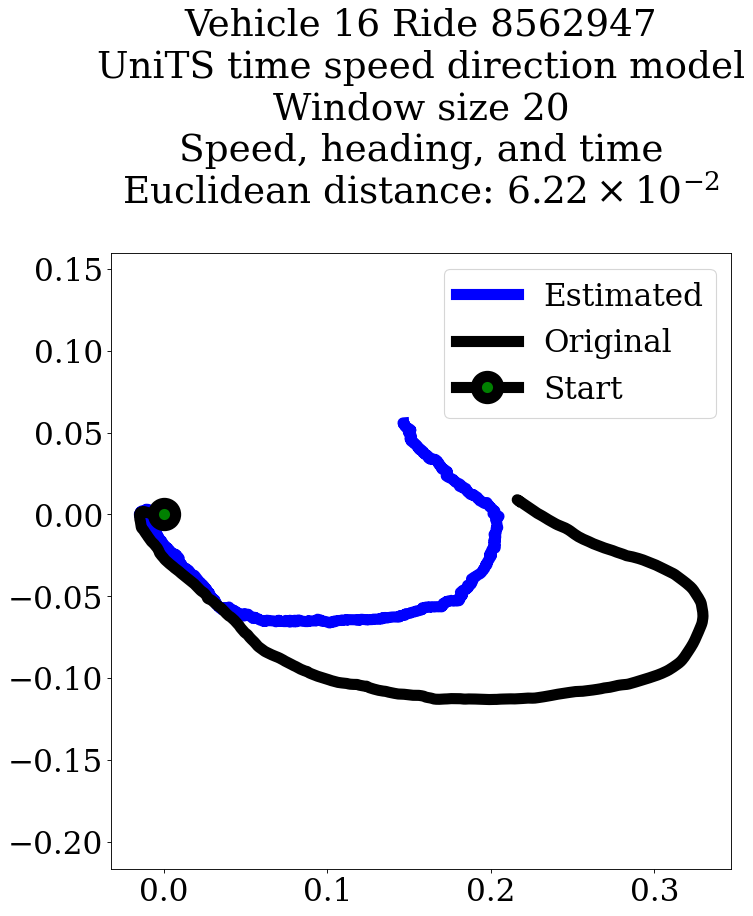 Vehicle 16 Ride 8562947
UniTS time speed direction model
Window size 20
Speed, heading, and time
Euclidean distance: 6.22 × 10⁻²
0.15
0.10
0.05
0.00
−0.05
−0.10
−0.15
−0.20
Estimated
Original
Start
0.0 0.1 0.2 0.3